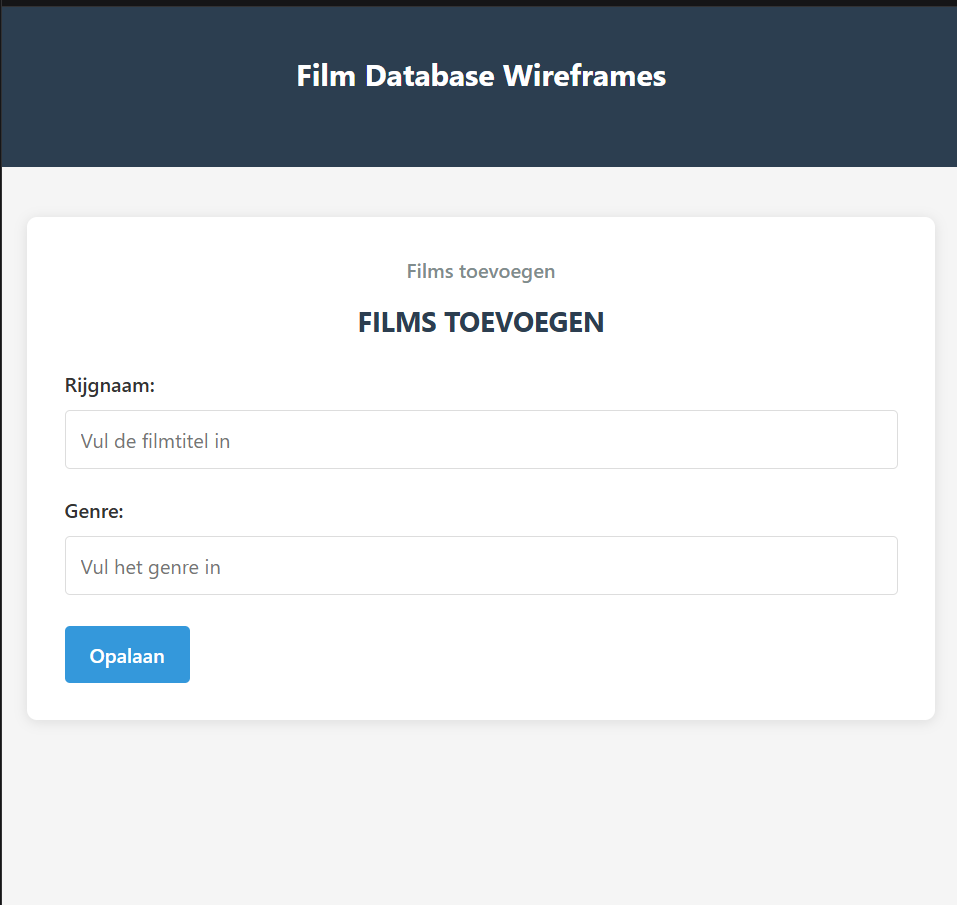 Film Database Wireframes
Films toevoegen
FILMS TOEVOEGEN
Rijgnaam:
Vul de filmtitel in
Genre:
Vul het genre in
Opalaan